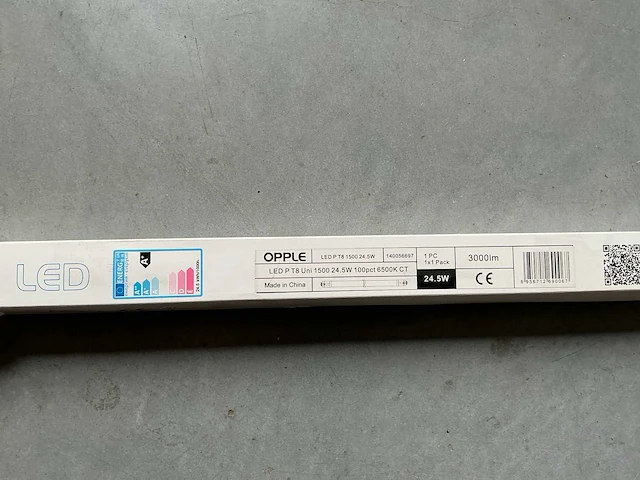 LED
ENERG
A+
A++
A+
A
C
D
E
OPPLE
LED P T8 1500 24.5W
140056697
LED P T8 Uni 1500 24.5W 100pct 6500K CT
Made in China
1 PC
1x1 Pack
3000lm
24.5W
CE